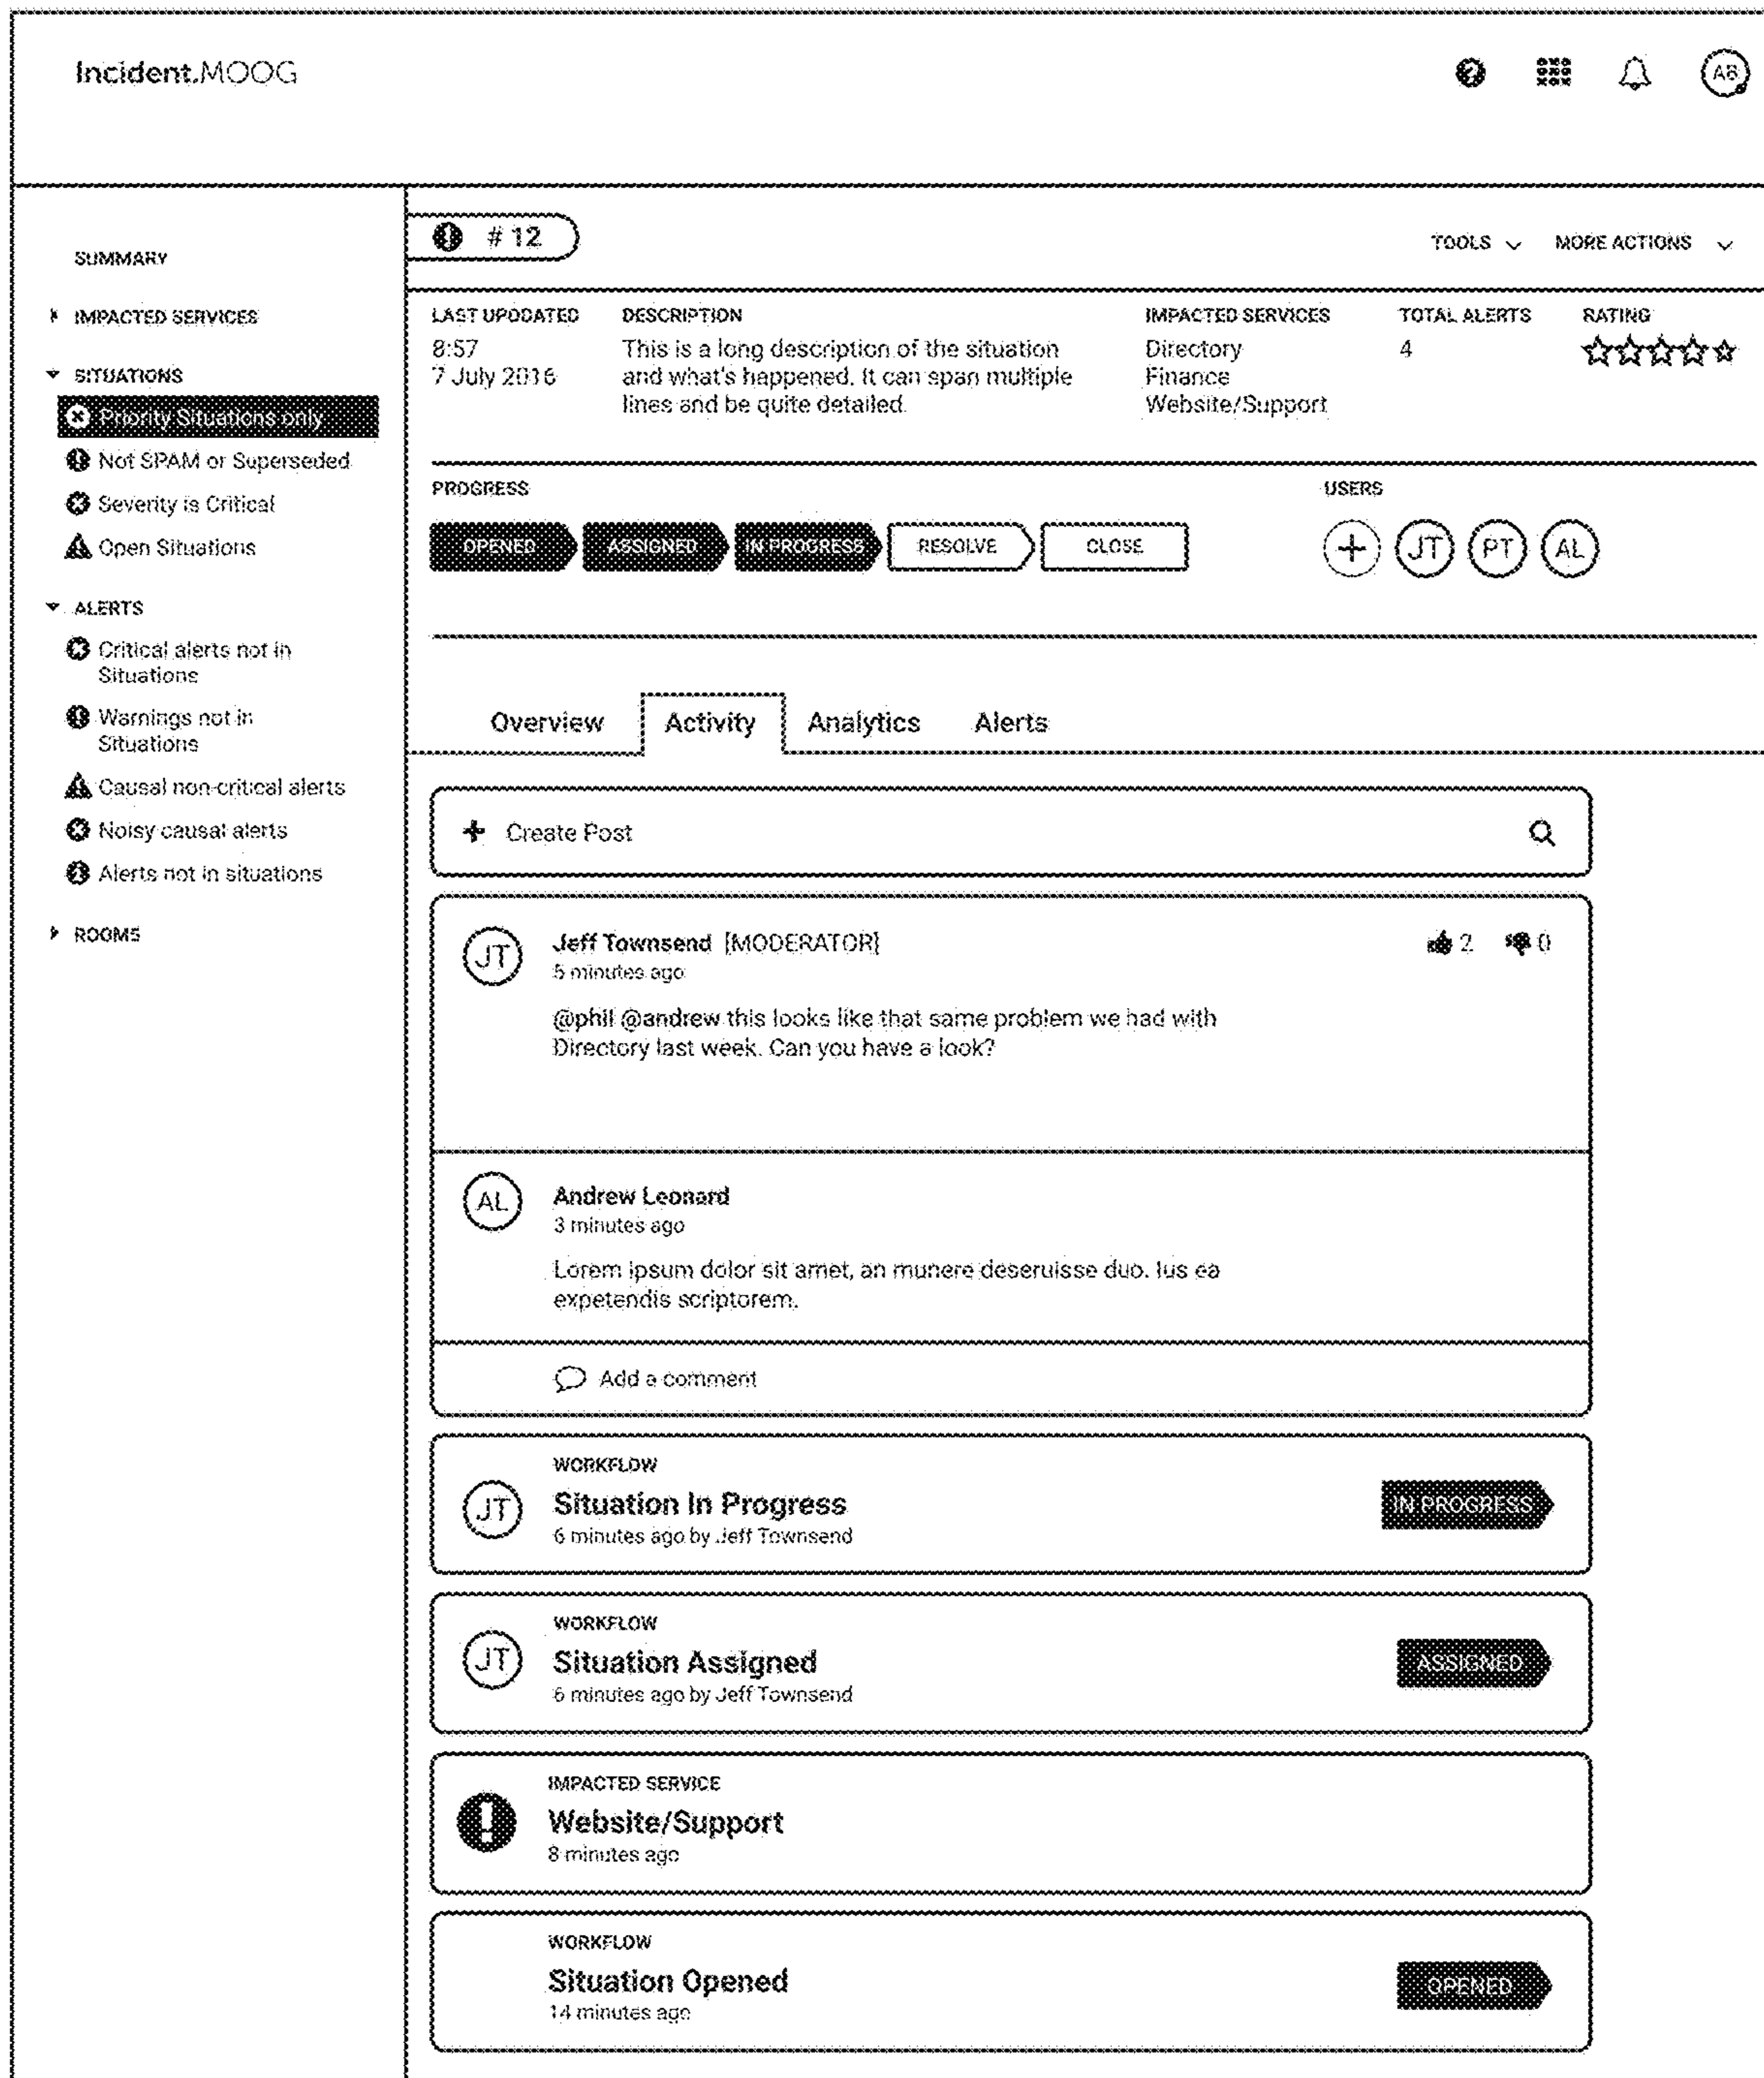 Incident.MOOG
AB
SUMMARY
IMPACTED SERVICES
SITUATIONS
Priority Situations only
Not SPAM or Superseded
Severity is Critical
Open Situations
ALERTS
Critical alerts not in
Situations
Warnings not in
Situations
Causal non-critical alerts
Noisy causal alerts
Alerts not in situations
ROOMS
# 12
TOOLS MORE ACTIONS
LAST UPODATED DESCRIPTION IMPACTED SERVICES TOTAL ALERTS RATING
8:57 This is a long description of the situation Directory 4
7 July 2016 and what's happened. It can span multiple Finance
lines and be quite detailed. Website/Support
PROGRESS USERS
OPENED ASSIGNED IN PROGRESS RESOLVE CLOSE + JT PT AL
Overview Activity Analytics Alerts
+ Create Post
JT Jeff Townsend [MODERATOR] 2 0
5 minutes ago
@phil @andrew this looks like that same problem we had with
Directory last week. Can you have a look?
AL Andrew Leonard
3 minutes ago
Lorem ipsum dolor sit amet, an munere deseruisse duo. Ius ea
expetendis scriptorem.
Add a comment
WORKFLOW
JT Situation In Progress IN PROGRESS
6 minutes ago by Jeff Townsend
WORKFLOW
JT Situation Assigned ASSIGNED
6 minutes ago by Jeff Townsend
IMPACTED SERVICE
Website/Support
8 minutes ago
WORKFLOW
Situation Opened OPENED
14 minutes ago